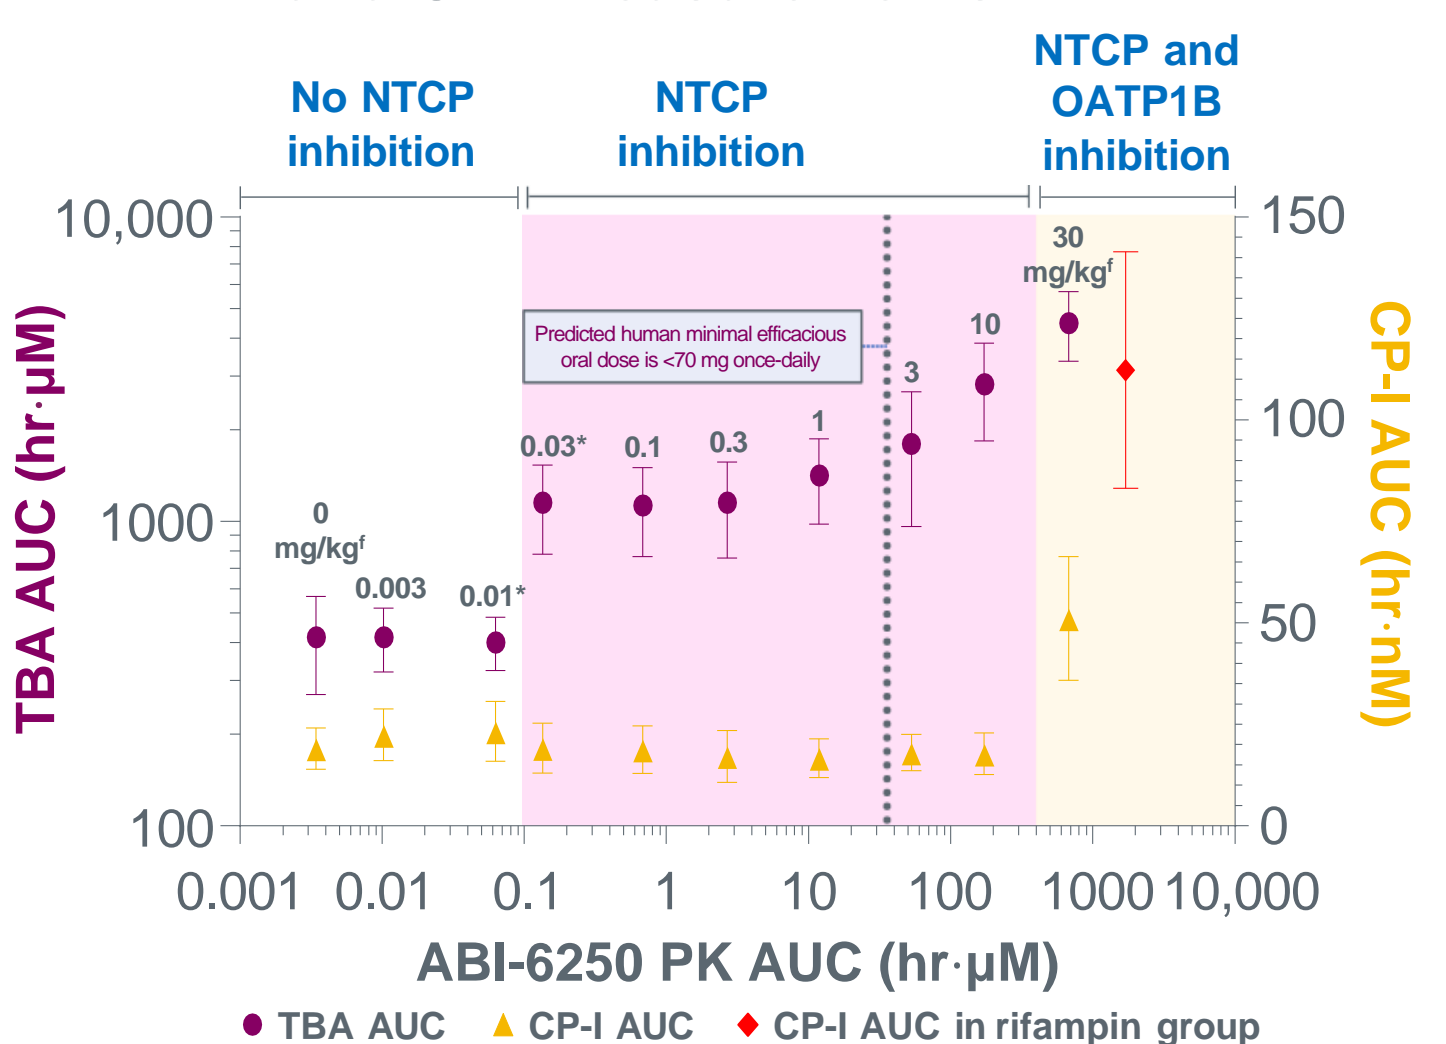 NTCP and
OATP1B
inhibition
No NTCP
inhibition
NTCP
inhibition
10,000
1000
100
TBA AUC (hr·µM)
150
100
50
0
CP-I AUC (hr·nM)
30
mg/kgᶠ
10
3
1
0.3
0.1
0.03*
0
mg/kgᶠ
0.003
0.01*
Predicted human minimal efficacious
oral dose is <70 mg once-daily
0.001 0.01 0.1 1 10 100 1000 10,000
ABI-6250 PK AUC (hr·µM)
TBA AUC CP-I AUC CP-I AUC in rifampin group